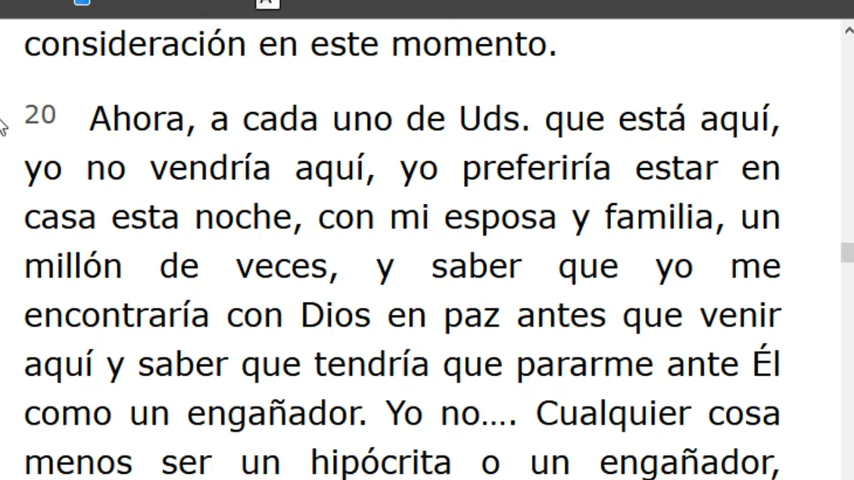 consideración en este momento.
20 Ahora, a cada uno de Uds. que está aquí,
yo no vendría aquí, yo preferiría estar en
casa esta noche, con mi esposa y familia, un
millón de veces, y saber que yo me
encontraría con Dios en paz antes que venir
aquí y saber que tendría que pararme ante Él
como un engañador. Yo no.... Cualquier cosa
menos ser un hipócrita o un engañador,